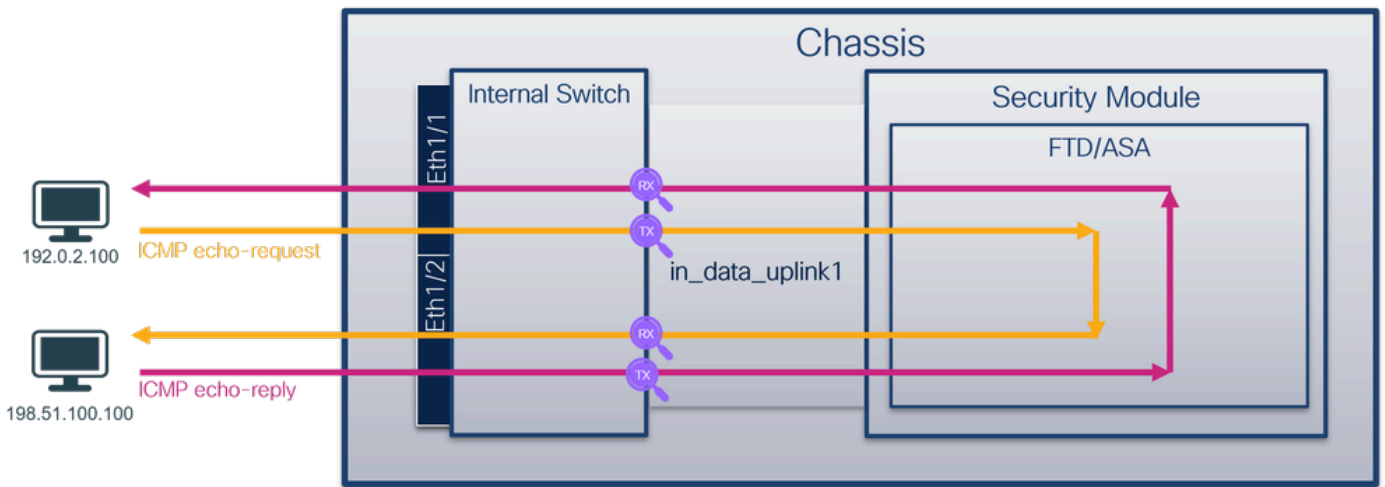 Chassis
Internal Switch
Security Module
FTD/ASA
Eth1/1
Eth1/2
RX
TX
192.0.2.100
ICMP echo-request
in_data_uplink1
RX
TX
198.51.100.100
ICMP echo-reply